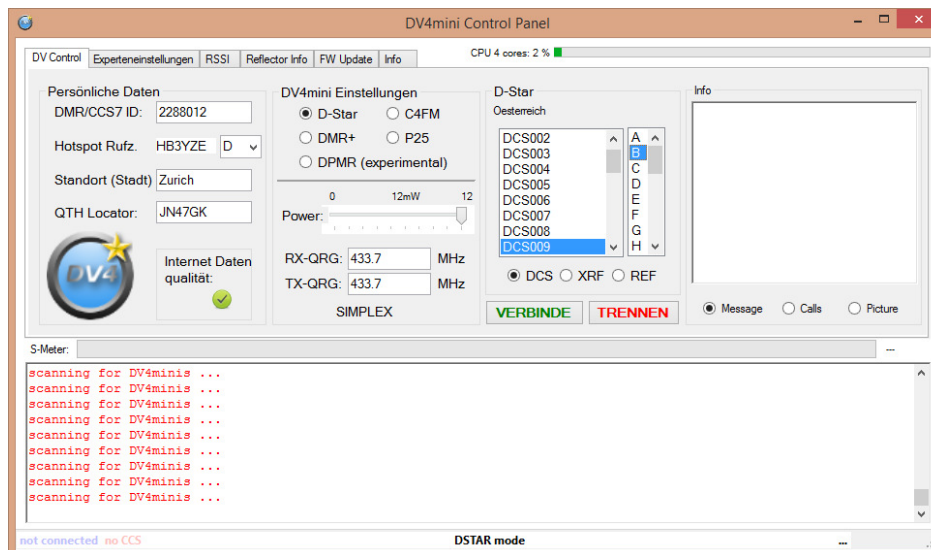 DV4mini Control Panel
DV Control Experteneinstellungen RSSI Reflector Info FW Update Info
CPU 4 cores: 2 %
Persönliche Daten
DMR/CCS7 ID: 2288012
Hotspot Rufz. HB3YZE D
Standort (Stadt) Zurich
QTH Locator: JN47GK
DV4
Internet Daten
qualität:
DV4mini Einstellungen
D-Star C4FM
DMR+ P25
DPMR (experimental)
0 12mW 12
Power:
RX-QRG: 433.7 MHz
TX-QRG: 433.7 MHz
SIMPLEX
D-Star
Oesterreich
DCS002 A
DCS003 B
DCS004 C
DCS005 D
DCS006 E
DCS007 F
DCS008 G
DCS009 H
DCS XRF REF
VERBINDE TRENNEN
Info
Message Calls Picture
S-Meter: ---
scanning for DV4minis ...
scanning for DV4minis ...
scanning for DV4minis ...
scanning for DV4minis ...
scanning for DV4minis ...
scanning for DV4minis ...
scanning for DV4minis ...
scanning for DV4minis ...
scanning for DV4minis ...
not connected no CCS DSTAR mode ...